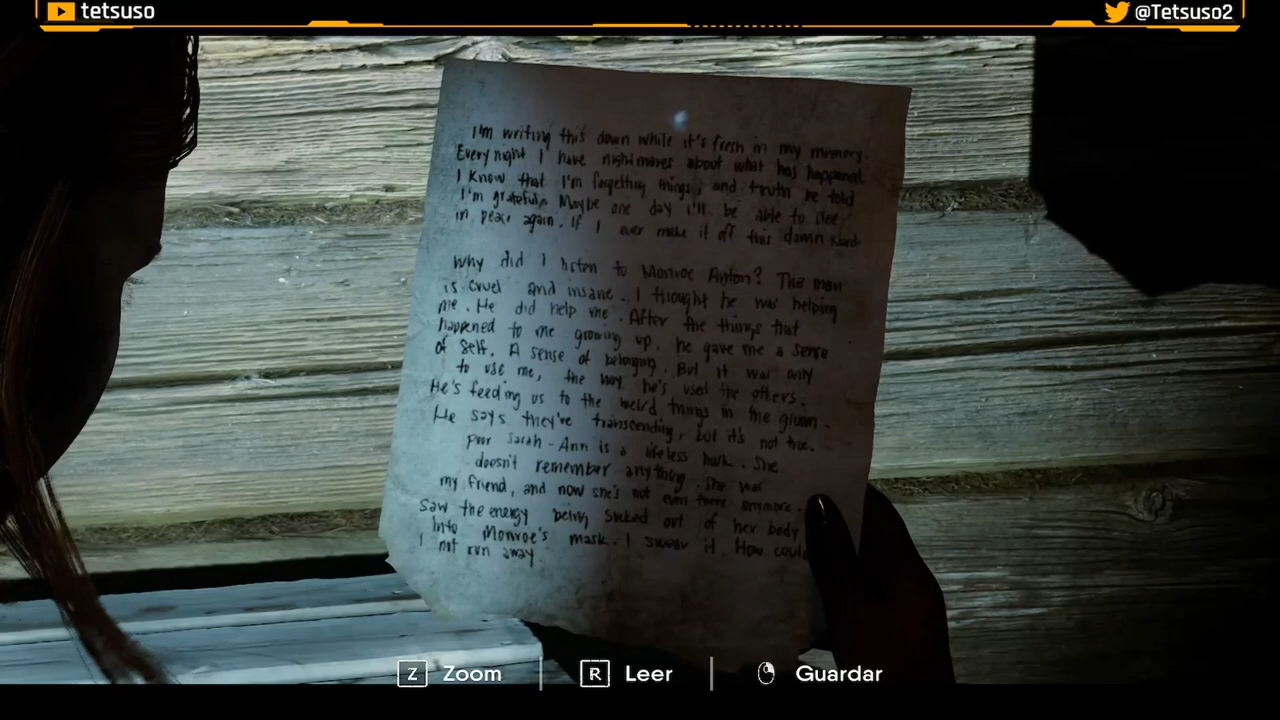 tetsuso
@Tetsuso2
I'm writing this down while it's fresh in my memory.
Every night I have nightmares about what has happened.
I know that I'm forgetting things, and truth be told
I'm grateful. Maybe one day i'll be able to live
in peace again. If I ever make it off this damn island.
Why did I listen to Monroe Anton? The man
is cruel and insane. I thought he was helping
me. He did help me. After the things that
happened to me growing up, he gave me a sense
of self. A sense of belonging. But it was only
to use me, the way he's used the others.
He's feeding us to the weird things in the
He says they've transcending, but it's not true.
poor Sarah-Ann is a lifeless husk. She
doesn't remember anything. She was
my friend, and now she's not even there anymore.
saw the energy being sucked out of her body
Into Monroe's mask. I swear it. How could
I not run away.
Z Zoom
R Leer
Guardar